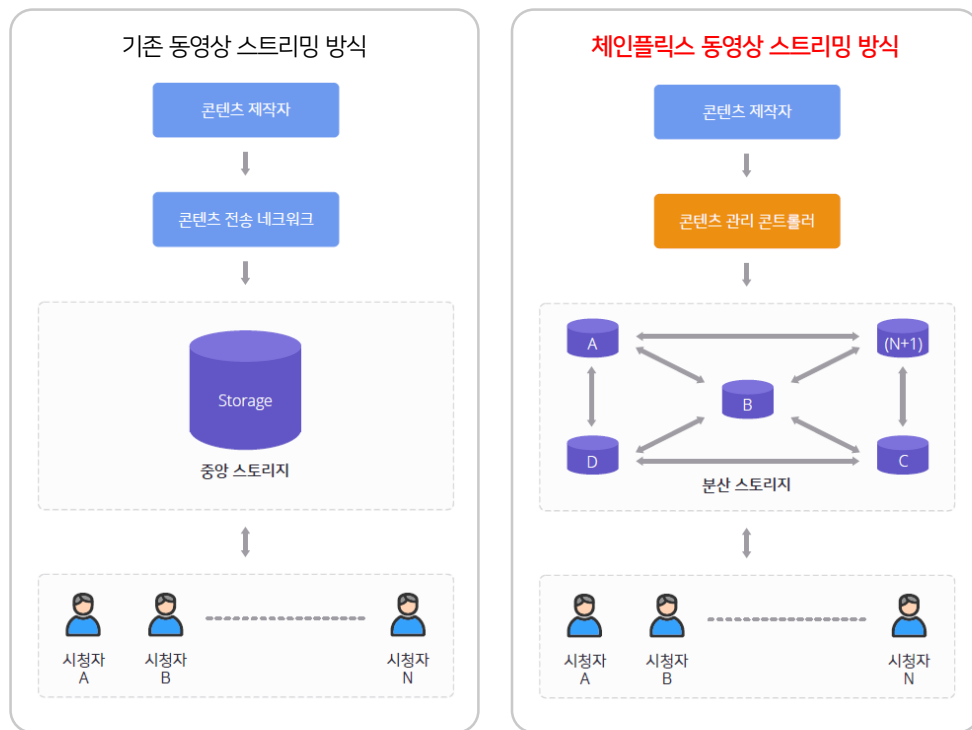 기존 동영상 스트리밍 방식
콘텐츠 제작자
콘텐츠 전송 네크워크
Storage
중앙 스토리지
시청자
A
시청자
B
시청자
N
체인플릭스 동영상 스트리밍 방식
콘텐츠 제작자
콘텐츠 관리 콘트롤러
A
(N+1)
B
D
C
분산 스토리지
시청자
A
시청자
B
시청자
N